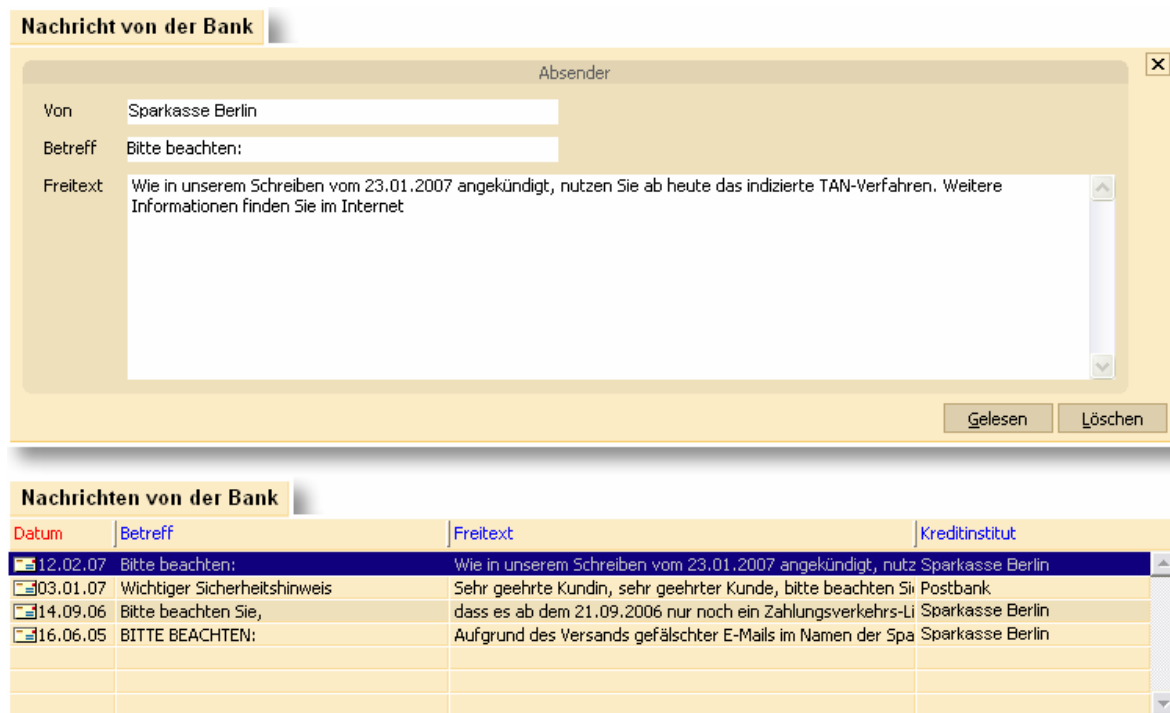 Nachricht von der Bank
Absender
Von Sparkasse Berlin
Betreff Bitte beachten:
Freitext Wie in unserem Schreiben vom 23.01.2007 angekündigt, nutzen Sie ab heute das indizierte TAN-Verfahren. Weitere
Informationen finden Sie im Internet
Gelesen Löschen
Nachrichten von der Bank
Datum Betreff Freitext Kreditinstitut
12.02.07 Bitte beachten: Wie in unserem Schreiben vom 23.01.2007 angekündigt, nutz Sparkasse Berlin
03.01.07 Wichtiger Sicherheitshinweis Sehr geehrte Kundin, sehr geehrter Kunde, bitte beachten Si Postbank
14.09.06 Bitte beachten Sie, dass es ab dem 21.09.2006 nur noch ein Zahlungsverkehrs-Li Sparkasse Berlin
16.06.05 BITTE BEACHTEN: Aufgrund des Versands gefälschter E-Mails im Namen der Spa Sparkasse Berlin